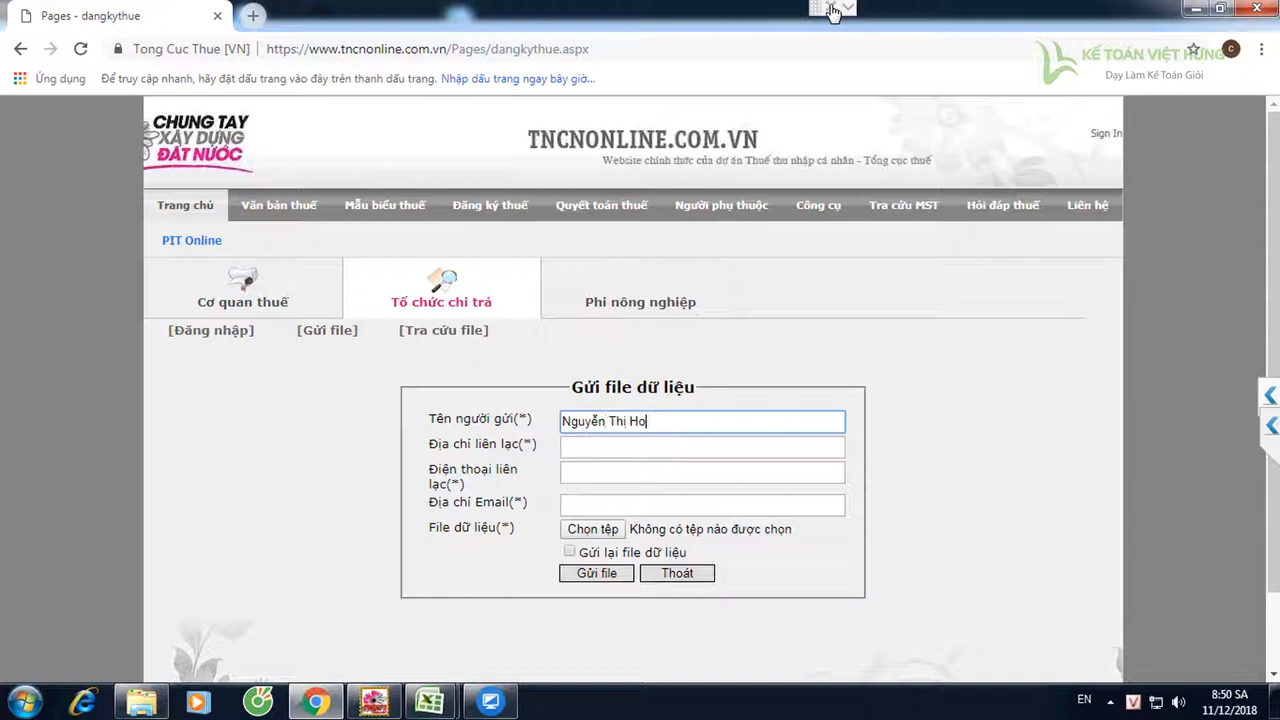 Pages - dangkythue
Tong Cuc Thue [VN] https://www.tncnonline.com.vn/Pages/dangkythue.aspx
C
KẾ TOÁN VIỆT HƯNG
Dạy Làm Kế Toán Giỏi
Ứng dụng Để truy cập nhanh, hãy đặt dấu trang vào đây trên thanh dấu trang. Nhập dấu trang ngay bây giờ...
CHUNG TAY
XÂY DỰNG
ĐẤT NƯỚC
TNCNONLINE.COM.VN
Website chính thức của dự án Thuế thu nhập cá nhân - Tổng cục thuế
Sign In
Trang chủ Văn bản thuế Mẫu biểu thuế Đăng ký thuế Quyết toán thuế Người phụ thuộc Công cụ Tra cứu MST Hỏi đáp thuế Liên hệ
PIT Online
Cơ quan thuế Tổ chức chi trả Phi nông nghiệp
[Đăng nhập] [Gửi file] [Tra cứu file]
Gửi file dữ liệu
Tên người gửi(*) Nguyễn Thị Ho
Địa chỉ liên lạc(*)
Điện thoại liên
lạc(*)
Địa chỉ Email(*)
File dữ liệu(*) Chọn tệp Không có tệp nào được chọn
Gửi lại file dữ liệu
Gửi file Thoát
EN V 8:50 SA
11/12/2018